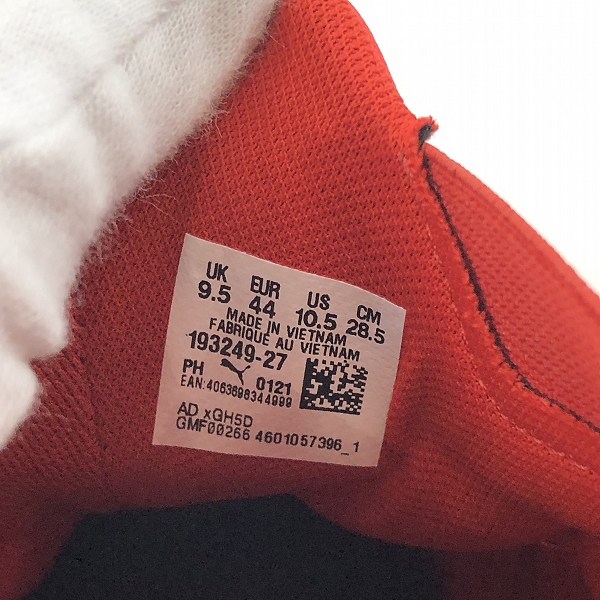 UK EUR US CM
9.5 44 10.5 28.5
MADE IN VIETNAM
FABRIQUE AU VIETNAM
193249-27
PH 0121
EAN:4063698344999
AD xGH5D
GMF00266 4601057396_1